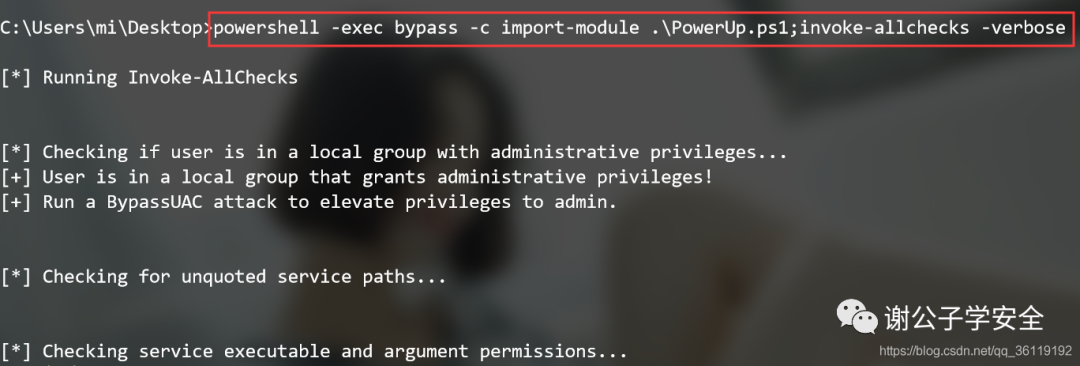 C:\Users\mi\Desktop>powershell -exec bypass -c import-module .\PowerUp.ps1;invoke-allchecks -verbose
[*] Running Invoke-AllChecks
[*] Checking if user is in a local group with administrative privileges...
[+] User is in a local group that grants administrative privileges!
[+] Run a BypassUAC attack to elevate privileges to admin.
[*] Checking for unquoted service paths...
谢公子学安全
[*] Checking service executable and argument permissions...
https://blog.csdn.net/qq_36119192